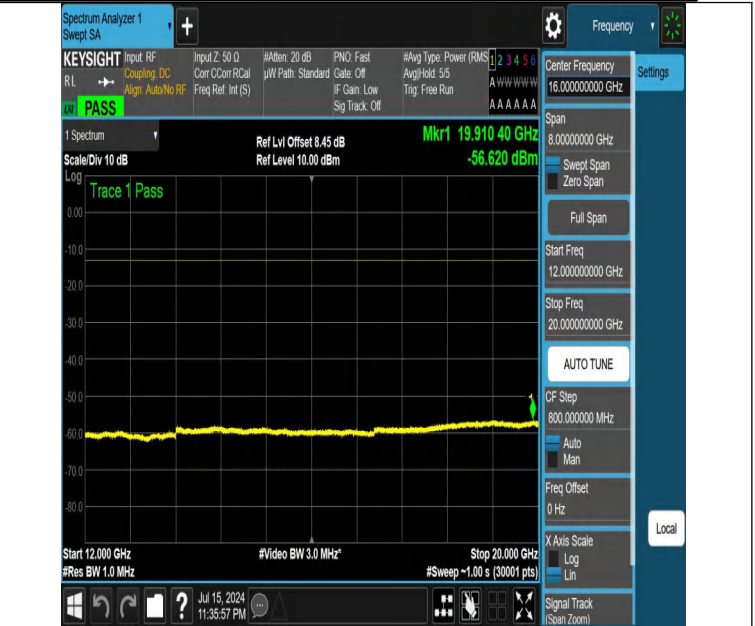 Spectrum Analyzer 1
Swept SA
+
Frequency
KEYSIGHT
RL
PASS
Input: RF
Coupling: DC
Align: Auto/No RF
Input Z: 50 Ω
Corr CCorr RCal
Freq Ref: Int (S)
#Atten: 20 dB
µW Path: Standard
PNO: Fast
Gate: Off
IF Gain: Low
Sig Track: Off
#Avg Type: Power (RMS
Avg|Hold: 5/5
Trig: Free Run
1 2 3 4 5 6
A W W W W W
A A A A A A
1 Spectrum
Scale/Div 10 dB
Ref Lvl Offset 8.45 dB
Ref Level 10.00 dBm
Mkr1 19.910 40 GHz
-56.620 dBm
Log
Trace 1 Pass
0.00
-10.0
-20.0
-30.0
-40.0
-50.0
-60.0
-70.0
-80.0
1
Start 12.000 GHz
#Res BW 1.0 MHz
#Video BW 3.0 MHz*
Stop 20.000 GHz
#Sweep ~1.00 s (30001 pts)
Center Frequency
16.000000000 GHz
Settings
Span
8.00000000 GHz
Swept Span
Zero Span
Full Span
Start Freq
12.000000000 GHz
Stop Freq
20.000000000 GHz
AUTO TUNE
CF Step
800.000000 MHz
Auto
Man
Freq Offset
0 Hz
X Axis Scale
Log
Lin
Local
Signal Track
(Span Zoom)
?
Jul 15, 2024
11:35:57 PM